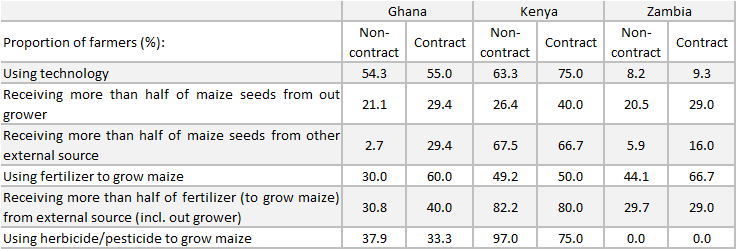 Ghana Kenya Zambia
Proportion of farmers (%): Non-contract Contract Non-contract Contract Non-contract Contract
Using technology 54.3 55.0 63.3 75.0 8.2 9.3
Receiving more than half of maize seeds from out
grower 21.1 29.4 26.4 40.0 20.5 29.0
Receiving more than half of maize seeds from other
external source 2.7 29.4 67.5 66.7 5.9 16.0
Using fertilizer to grow maize 30.0 60.0 49.2 50.0 44.1 66.7
Receiving more than half of fertilizer (to grow maize)
from external source (incl. out grower) 30.8 40.0 82.2 80.0 29.7 29.0
Using herbicide/pesticide to grow maize 37.9 33.3 97.0 75.0 0.0 0.0